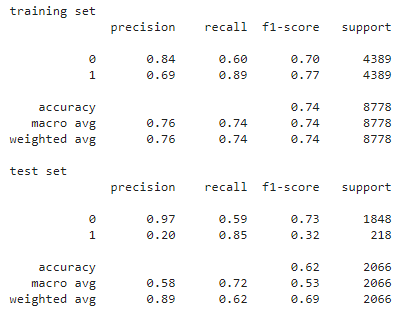 training set
precision recall f1-score support
0 0.84 0.60 0.70 4389
1 0.69 0.89 0.77 4389
accuracy 0.74 8778
macro avg 0.76 0.74 0.74 8778
weighted avg 0.76 0.74 0.74 8778
test set
precision recall f1-score support
0 0.97 0.59 0.73 1848
1 0.20 0.85 0.32 218
accuracy 0.62 2066
macro avg 0.58 0.72 0.53 2066
weighted avg 0.89 0.62 0.69 2066